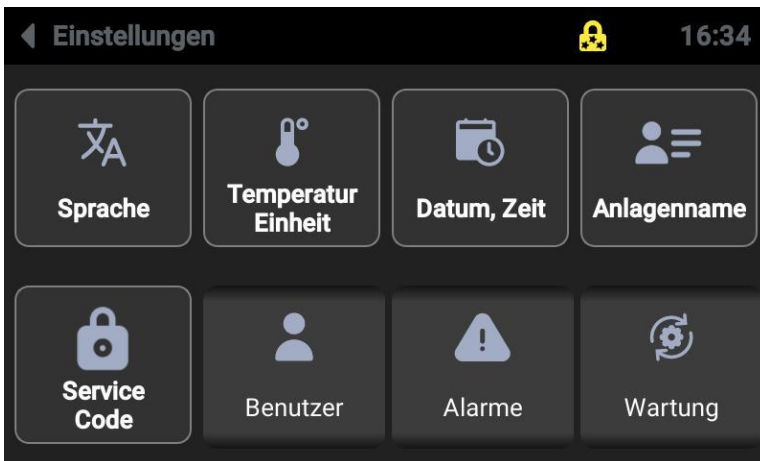 Einstellungen
16:34
Sprache
Temperatur
Einheit
Datum, Zeit
Anlagenname
Service
Code
Benutzer
Alarme
Wartung